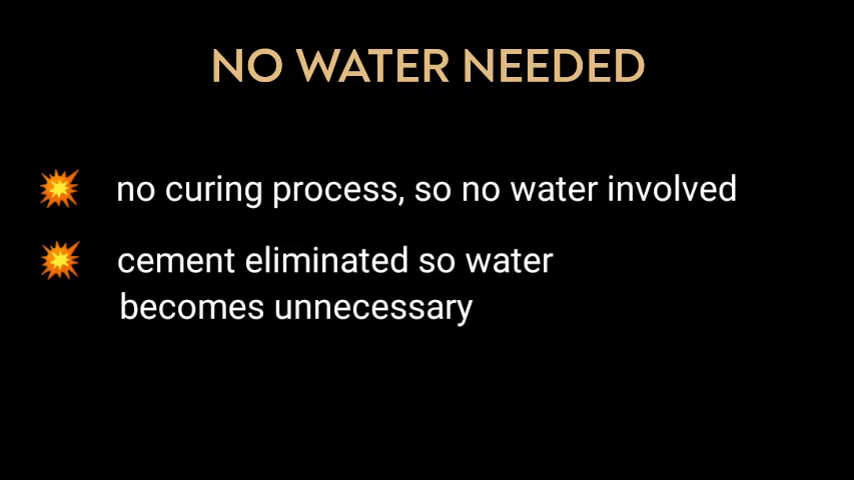 NO WATER NEEDED
no curing process, so no water involved
cement eliminated so water
becomes unnecessary